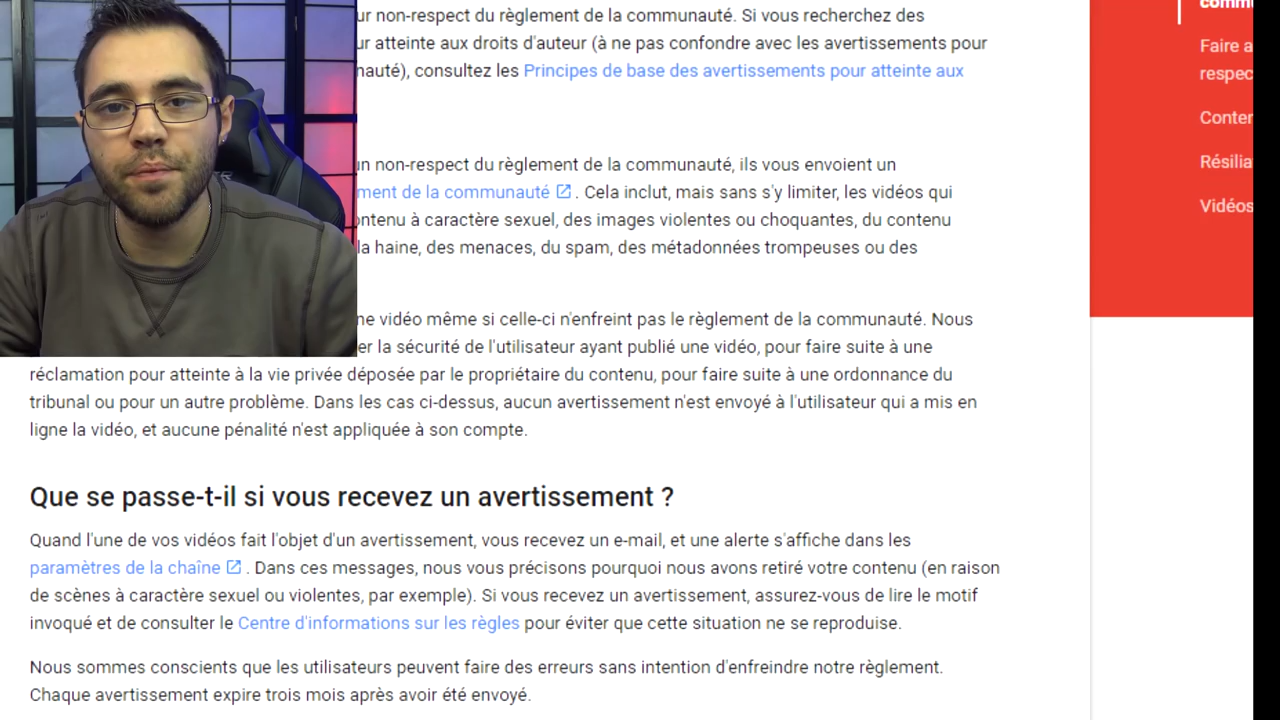 ur non-respect du règlement de la communauté. Si vous recherchez des
ur atteinte aux droits d'auteur (à ne pas confondre avec les avertissements pour
nauté), consultez les Principes de base des avertissements pour atteinte aux
un non-respect du règlement de la communauté, ils vous envoient un
ment de la communauté. Cela inclut, mais sans s'y limiter, les vidéos qui
ontenu à caractère sexuel, des images violentes ou choquantes, du contenu
la haine, des menaces, du spam, des métadonnées trompeuses ou des
ne vidéo même si celle-ci n'enfreint pas le règlement de la communauté. Nous
er la sécurité de l'utilisateur ayant publié une vidéo, pour faire suite à une
réclamation pour atteinte à la vie privée déposée par le propriétaire du contenu, pour faire suite à une ordonnance du
tribunal ou pour un autre problème. Dans les cas ci-dessus, aucun avertissement n'est envoyé à l'utilisateur qui a mis en
ligne la vidéo, et aucune pénalité n'est appliquée à son compte.
Que se passe-t-il si vous recevez un avertissement ?
Quand l'une de vos vidéos fait l'objet d'un avertissement, vous recevez un e-mail, et une alerte s'affiche dans les
paramètres de la chaîne . Dans ces messages, nous vous précisons pourquoi nous avons retiré votre contenu (en raison
de scènes à caractère sexuel ou violentes, par exemple). Si vous recevez un avertissement, assurez-vous de lire le motif
invoqué et de consulter le Centre d'informations sur les règles pour éviter que cette situation ne se reproduise.
Nous sommes conscients que les utilisateurs peuvent faire des erreurs sans intention d'enfreindre notre règlement.
Chaque avertissement expire trois mois après avoir été envoyé.
commu
Faire a
respec
Conter
Résilia
Vidéos